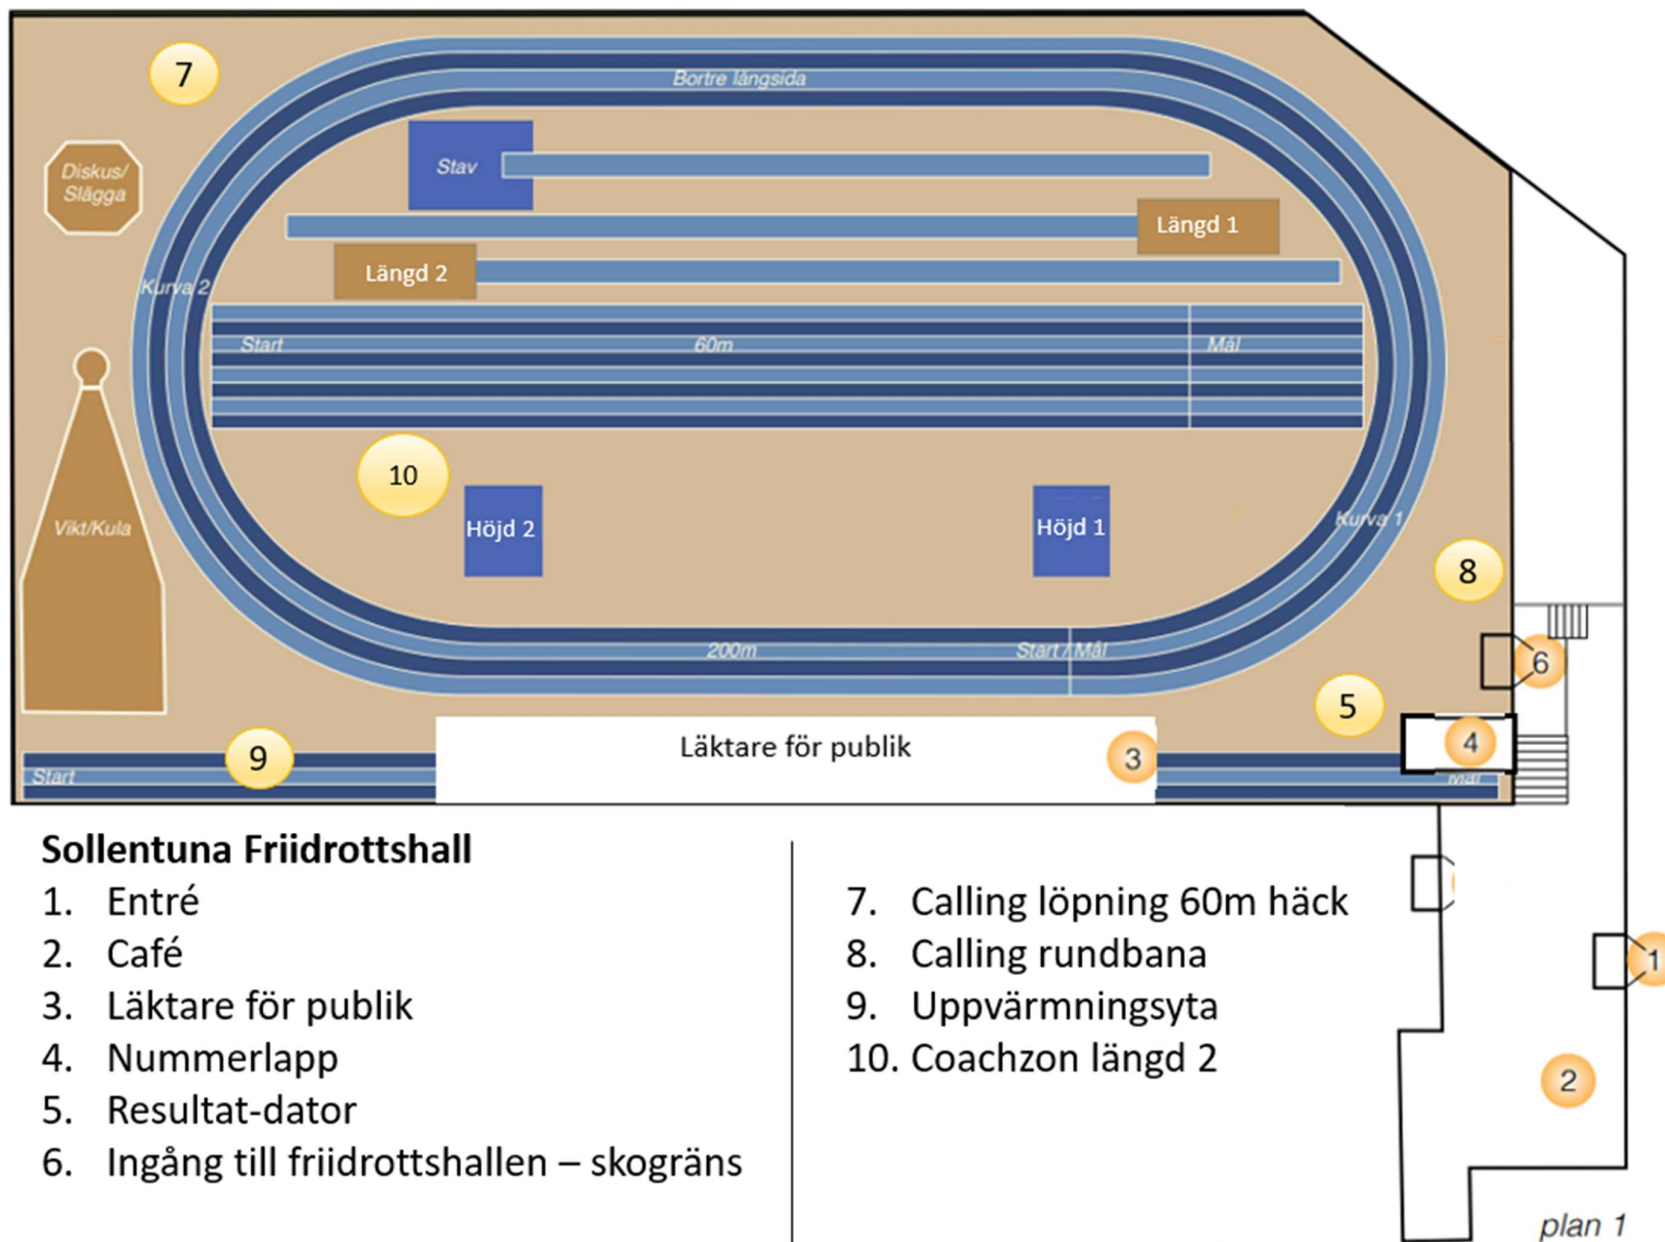 7
Bortre långsida
Stav
Diskus/
Slägga
Längd 1
Längd 2
Kurva 2
Start
60m
Mål
10
Höjd 2
Höjd 1
Vikt/Kula
Kurva 1
8
200m
Start / Mål
6
5
4
Läktare för publik
3
9
Start
Mål
Sollentuna Friidrottshall
1. Entré
2. Café
3. Läktare för publik
4. Nummerlapp
5. Resultat-dator
6. Ingång till friidrottshallen – skogräns
7. Calling löpning 60m häck
8. Calling rundbana
9. Uppvärmningsyta
10. Coachzon längd 2
1
2
plan 1